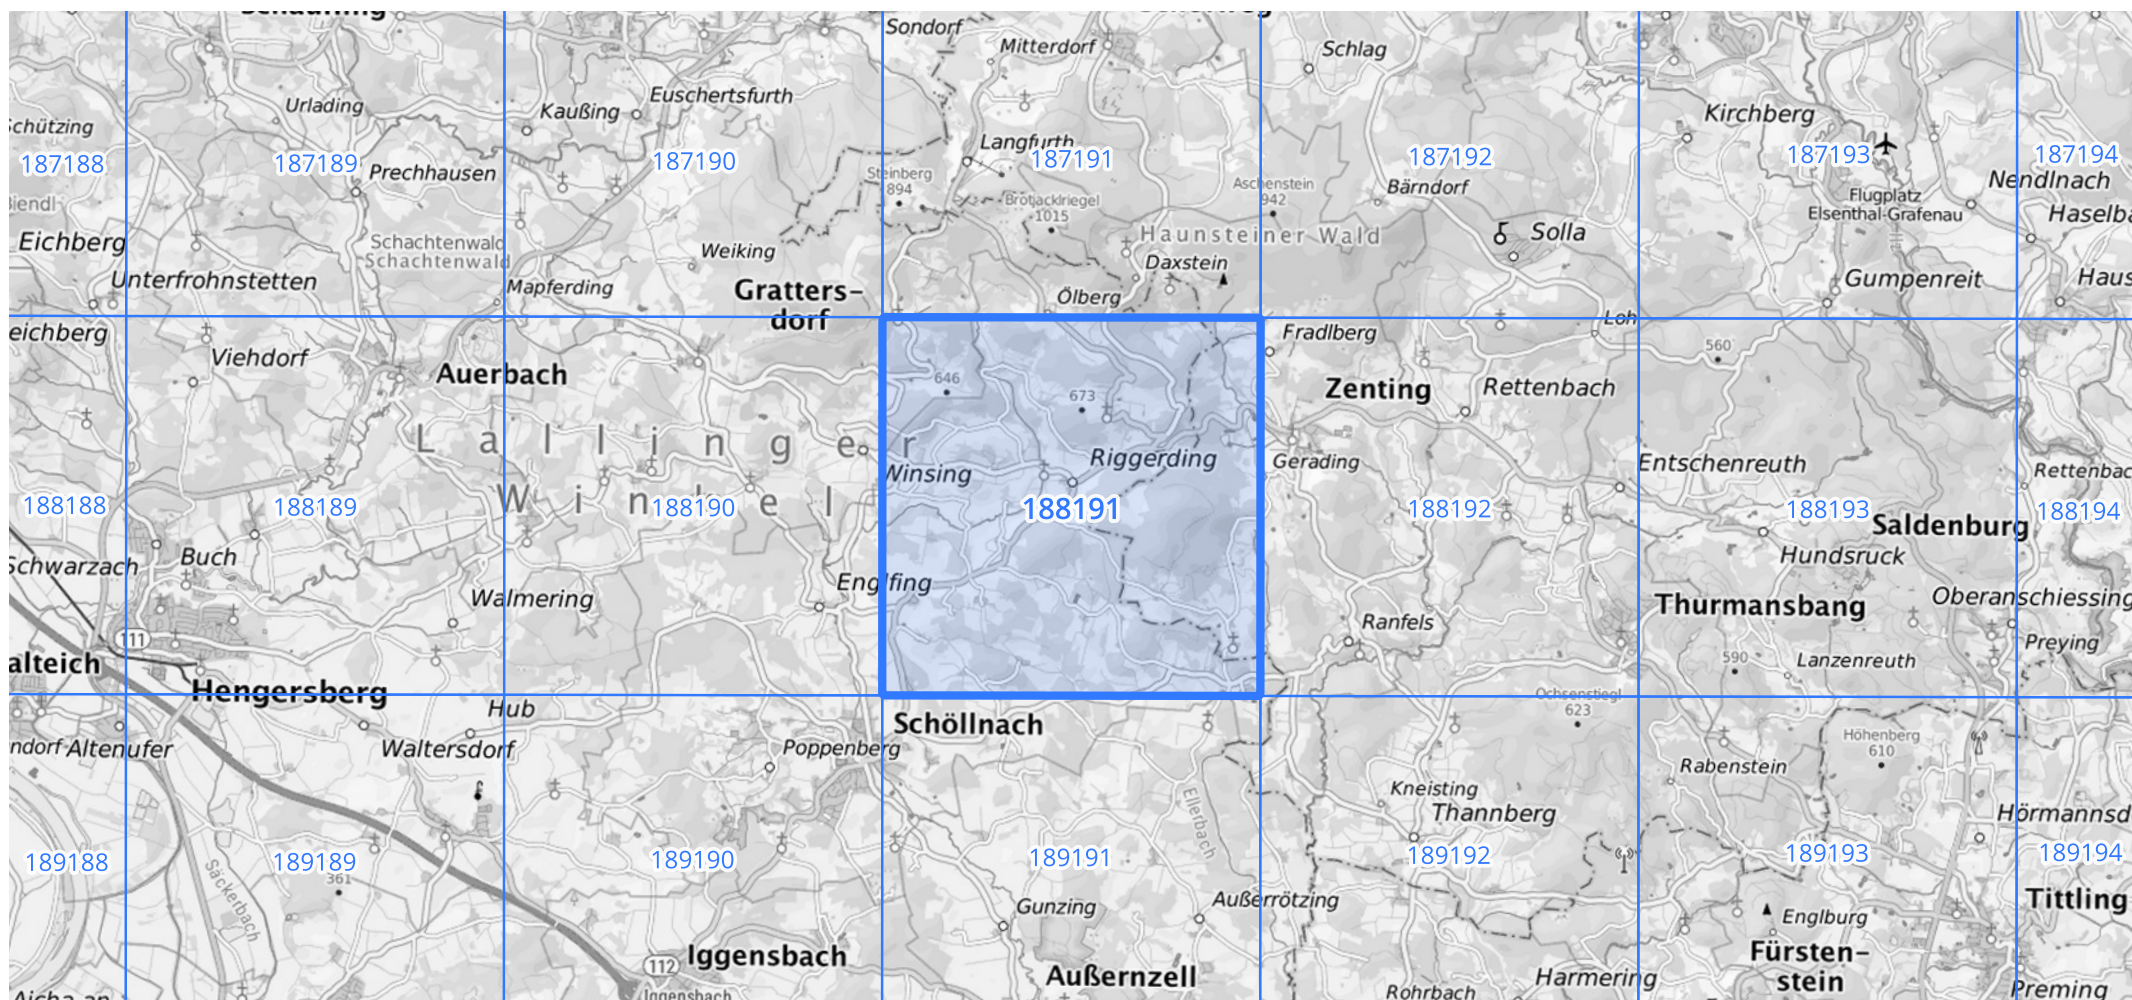 Sondorf
Mitterdorf
Schlag
Urlading
Kaußing
Euschertsfurth
Kirchberg
Schützing
Langfurth
187188
187189
187190
187191
187192
187193
187194
Prechhausen
Steinberg
894
Brotjacklriegel
1015
Aschenstein
942
Bärndorf
Flugplatz
Elsenthal-Grafenau
Nendlnach
Haselba
Eichberg
Schachtenwald
Schachtenwald
Weiking
Haunsteiner Wald
Solla
Unterfrohnstetten
Mapferding
Gratters-
dorf
Daxstein
Ölberg
Gumpenreit
Haus
eichberg
Viehdorf
Auerbach
Fradlberg
Loh
560
646
673
Zenting
Rettenbach
Lallinger
Winkel
Winsing
Riggerding
Gerading
Entschenreuth
Rettenbac
188188
188189
188190
188191
188192
188193
188194
Saldenburg
Schwarzach
Buch
Hundsruck
Walmering
Englfing
Thurmansbang
Oberanschiessing
111
Ranfels
Preying
alteich
Hengersberg
590
Lanzenreuth
Hub
Schöllnach
Ochsenstiegl
623
ndorf
Altenufer
Waltersdorf
Poppenberg
Höhenberg
610
Rabenstein
Ellerbach
Kneisting
Thannberg
Hörmannsd
189188
189189
189190
189191
189192
189193
189194
361
Säckerbach
Gunzing
Außerrötzing
Englburg
Tittling
112
Iggensbach
Iggensbach
Außernzell
Fürsten-
stein
Harmering
Rohrbach
Preming